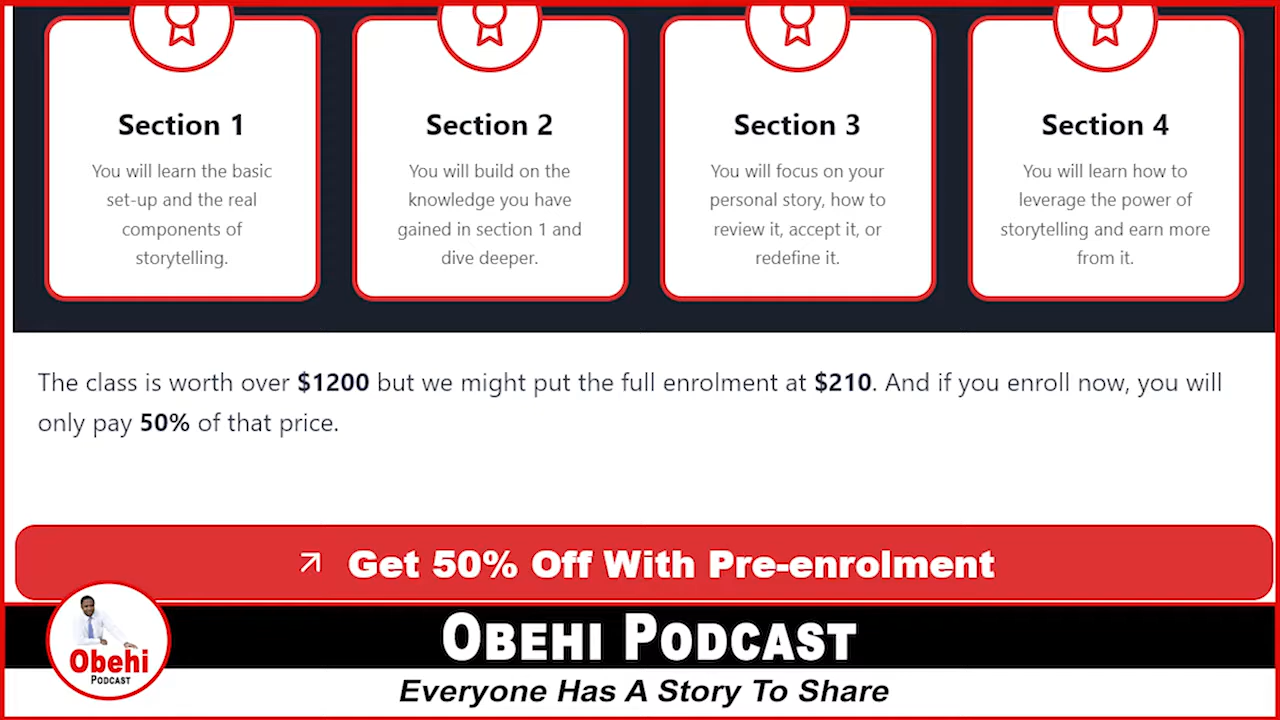 Section 1
You will learn the basic
set-up and the real
components of
storytelling.
Section 2
You will build on the
knowledge you have
gained in section 1 and
dive deeper.
Section 3
You will focus on your
personal story, how to
review it, accept it, or
redefine it.
Section 4
You will learn how to
leverage the power of
storytelling and earn more
from it.
The class is worth over $1200 but we might put the full enrolment at $210. And if you enroll now, you will
only pay 50% of that price.
Get 50% Off With Pre-enrolment
Obehi
PODCAST
OBEHI PODCAST
Everyone Has A Story To Share